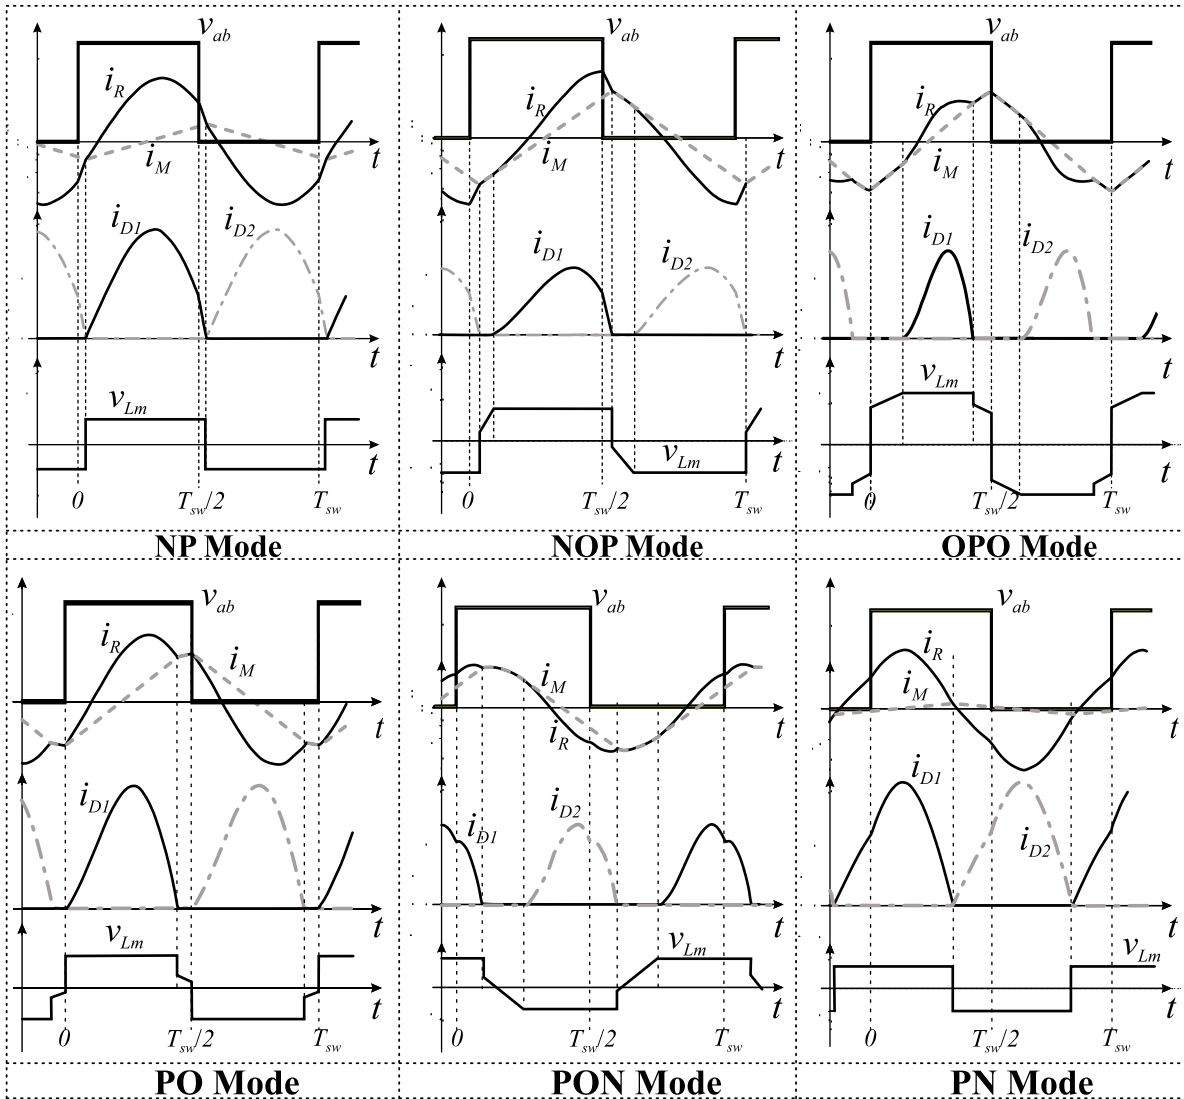 v_ab
i_R
i_M
t
i_D1
i_D2
t
v_Lm
t
0
T_sw/2
T_sw
NP Mode
v_ab
i_R
i_M
t
i_D1
i_D2
t
v_Lm
t
0
T_sw/2
T_sw
NOP Mode
v_ab
i_R
i_M
t
i_D1
i_D2
t
v_Lm
t
0
T_sw/2
T_sw
OPO Mode
v_ab
i_R
i_M
t
i_D1
t
v_Lm
t
0
T_sw/2
T_sw
PO Mode
v_ab
i_M
i_R
t
i_D1
i_D2
t
v_Lm
t
0
T_sw/2
T_sw
PON Mode
v_ab
i_R
i_M
t
i_D1
i_D2
t
v_Lm
t
0
T_sw/2
T_sw
PN Mode